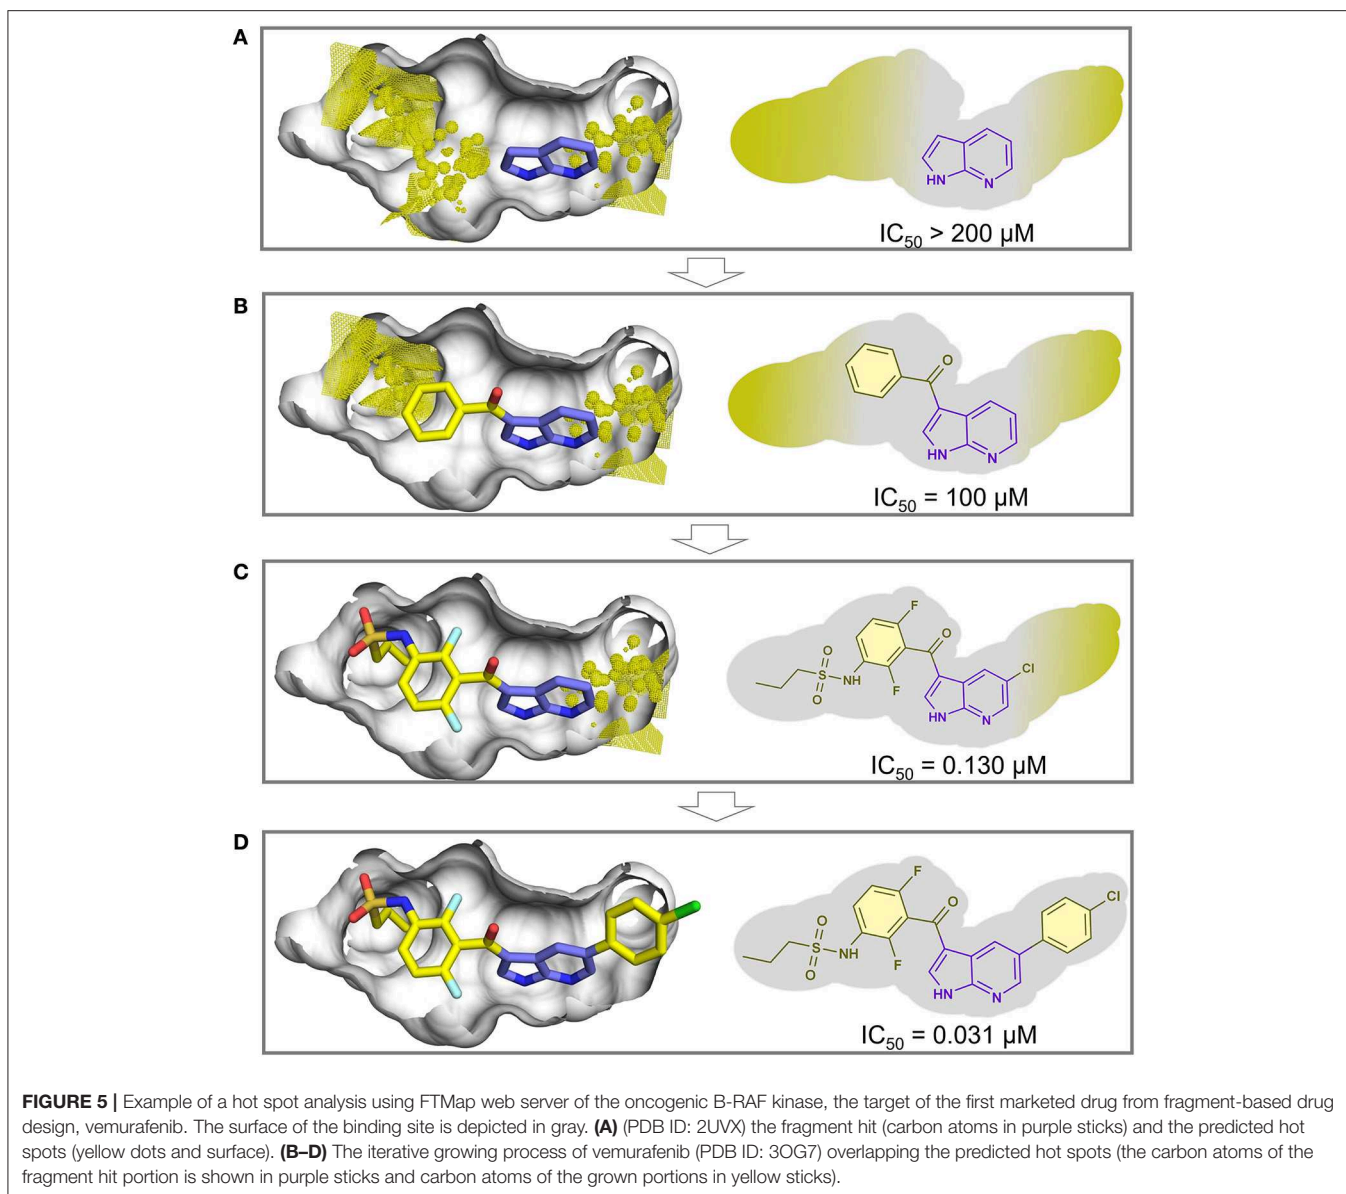 A
HN
N
IC50 > 200 µM
B
O
HN
N
IC50 = 100 µM
C
F
O
O
Cl
S
NH
F
O
HN
N
IC50 = 0.130 µM
D
F
O
Cl
O
S
NH
F
O
HN
N
IC50 = 0.031 µM
FIGURE 5 | Example of a hot spot analysis using FTMap web server of the oncogenic B-RAF kinase, the target of the first marketed drug from fragment-based drug
design, vemurafenib. The surface of the binding site is depicted in gray. (A) (PDB ID: 2UVX) the fragment hit (carbon atoms in purple sticks) and the predicted hot
spots (yellow dots and surface). (B–D) The iterative growing process of vemurafenib (PDB ID: 3OG7) overlapping the predicted hot spots (the carbon atoms of the
fragment hit portion is shown in purple sticks and carbon atoms of the grown portions in yellow sticks).